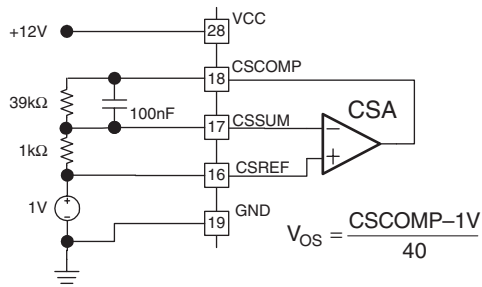 VCC
+12V
28
CSCOMP
18
39kΩ
100nF
CSA
CSSUM
17
1kΩ
CSREF
16
1V
GND
19
V_OS = (CSCOMP–1V)/40